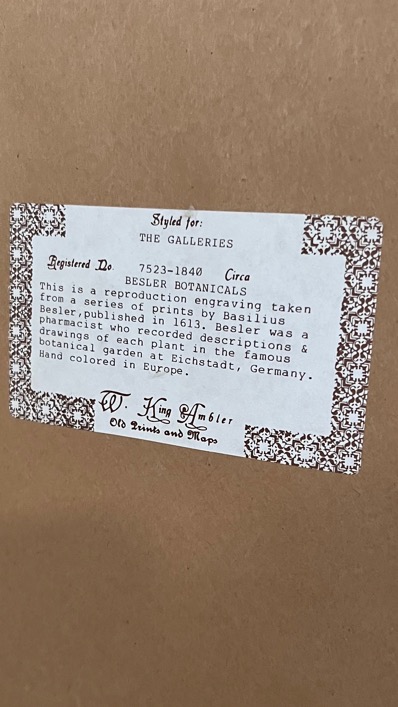 Styled for:
THE GALLERIES
Registered No. 7523-1840 Circa
BESLER BOTANICALS
This is a reproduction engraving taken
from a series of prints by Basilius
Besler,published in 1613. Besler was a
pharmacist who recorded descriptions &
drawings of each plant in the famous
botanical garden at Eichstadt, Germany.
Hand colored in Europe.
W. King Ambler
Old Prints and Maps